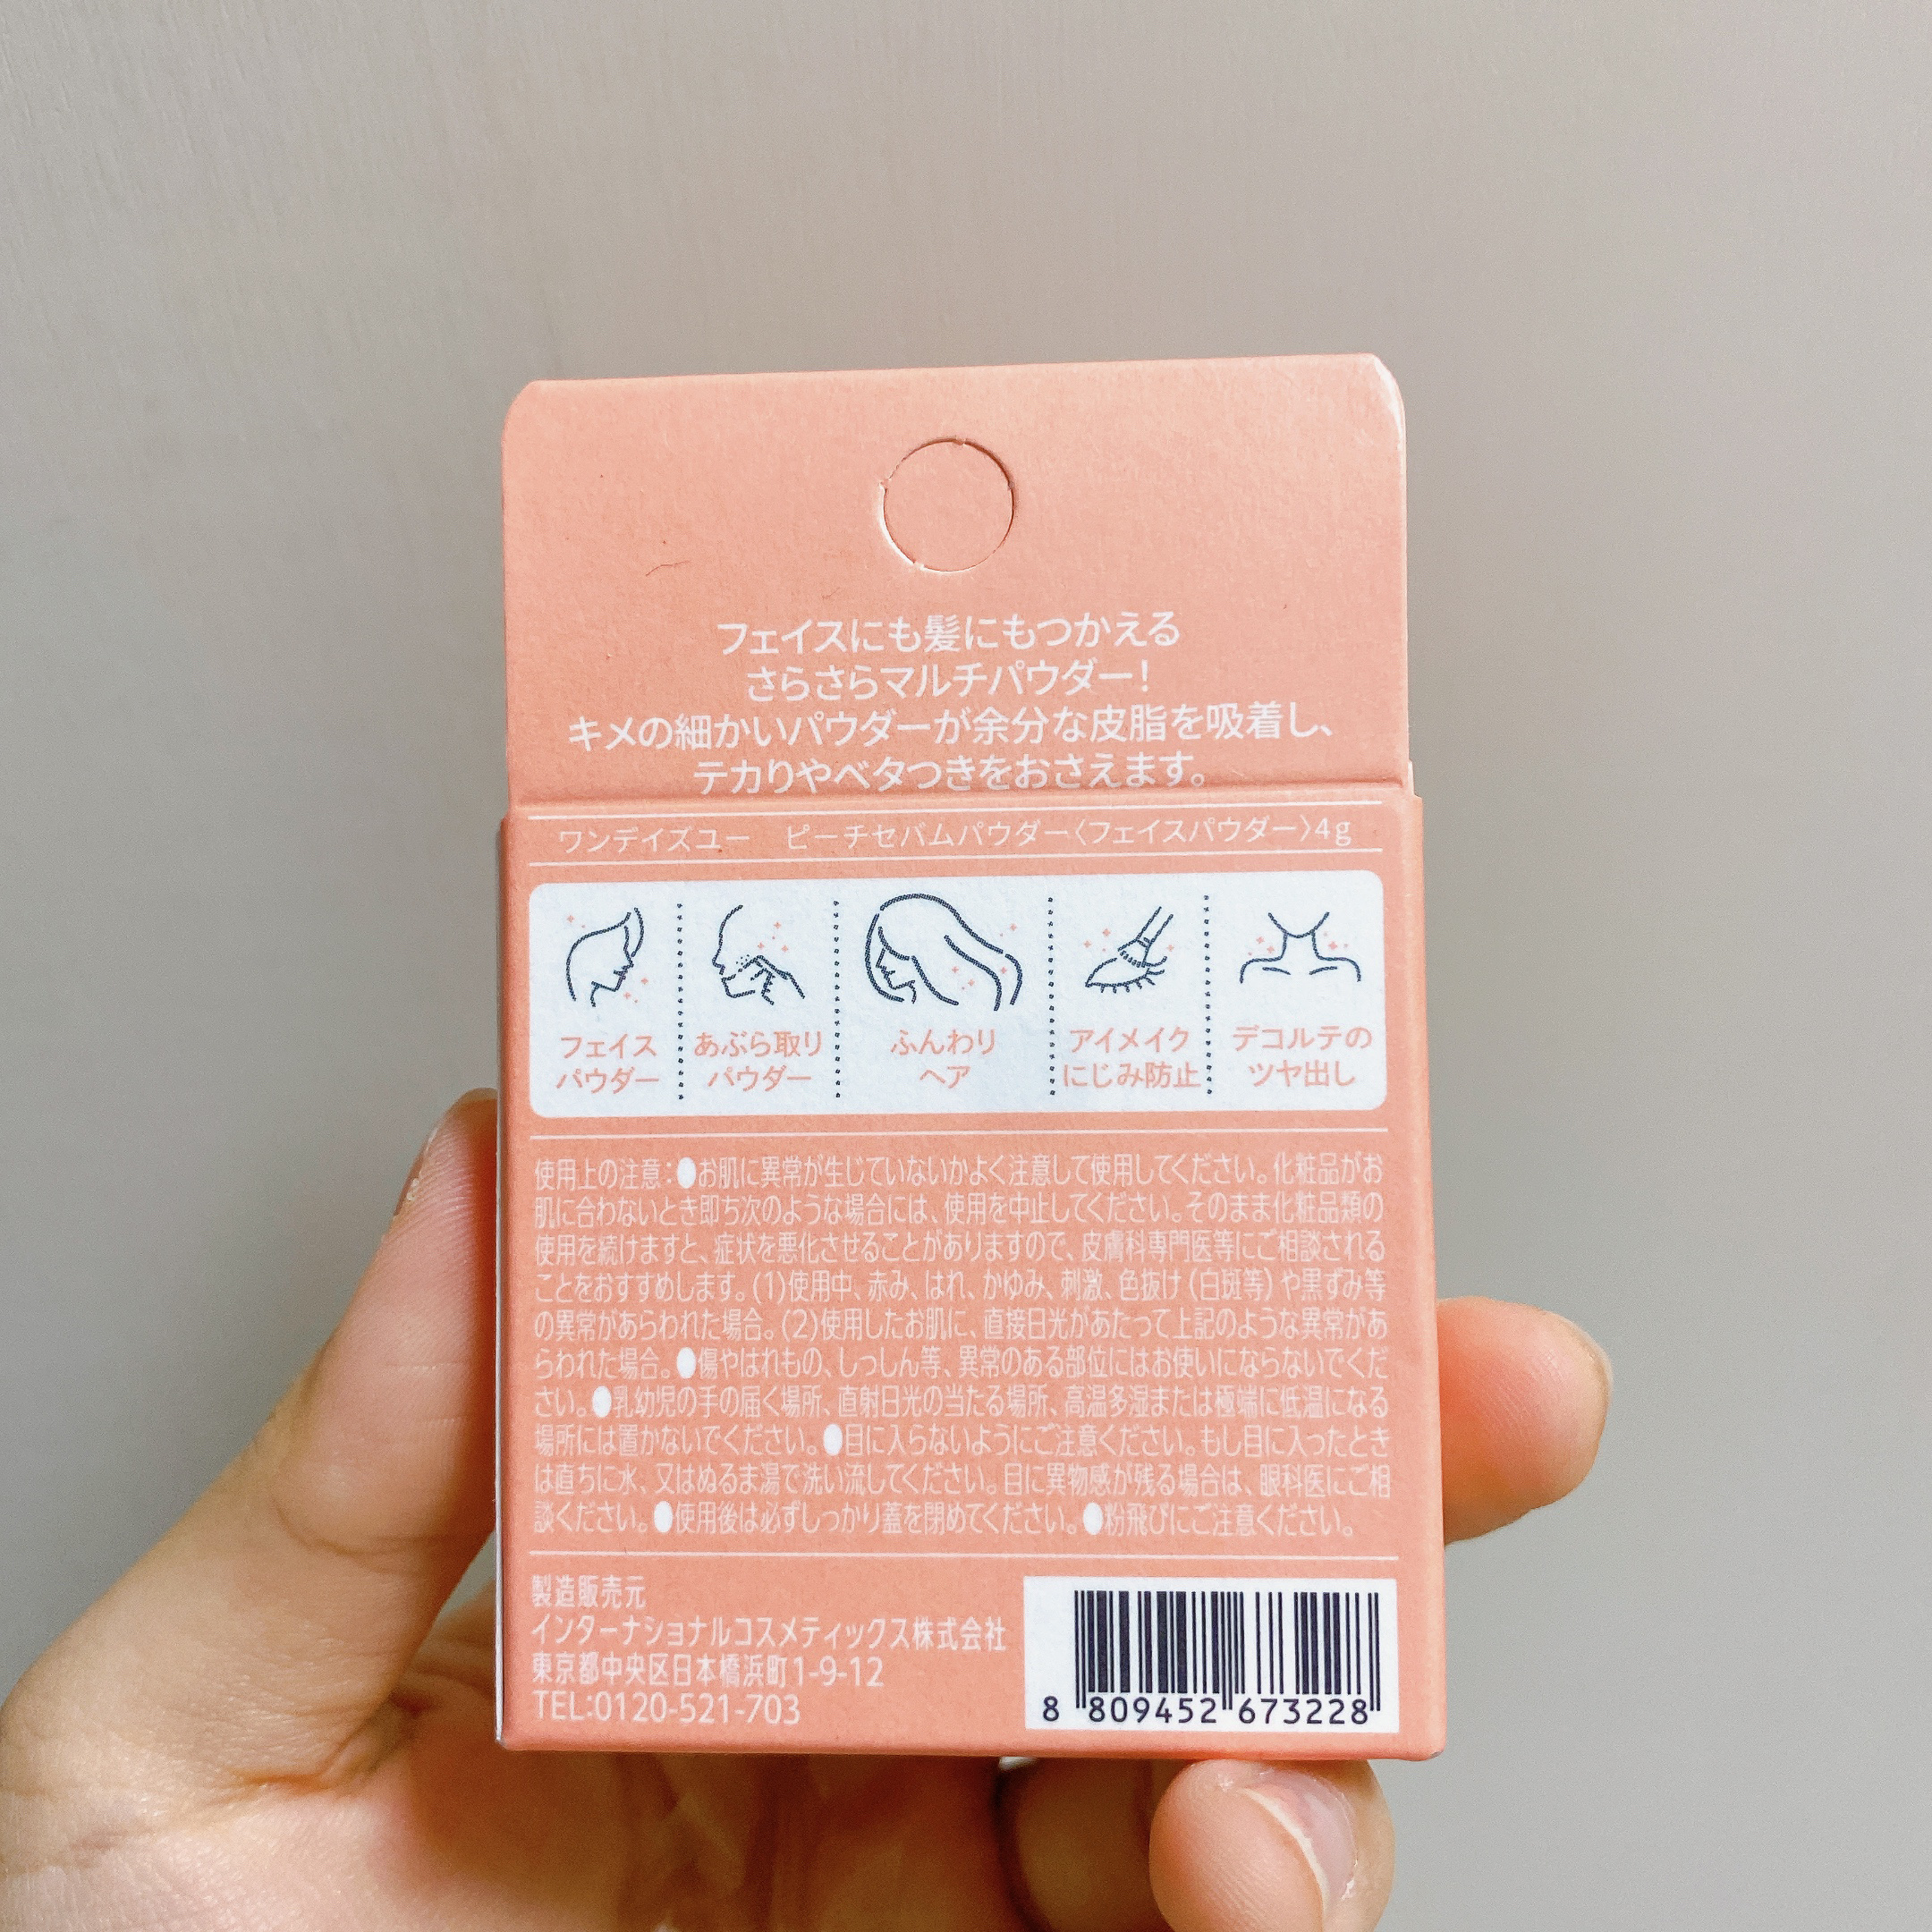 フェイスにも髪にもつかえる
さらさらマルチパウダー!
キメの細かいパウダーが余分な皮脂を吸着し、
テカりやベタつきをおさえます。
ワンデイズユー ピーチセバムパウダー〈フェイスパウダー〉4g
フェイス
パウダー
あぶら取り
パウダー
ふんわり
ヘア
アイメイク
にじみ防止
デコルテの
ツヤ出し
使用上の注意:●お肌に異常が生じていないかよく注意して使用してください。化粧品がお
肌に合わないとき即ち次のような場合には、使用を中止してください。そのまま化粧品類の
使用を続けますと、症状を悪化させることがありますので、皮膚科専門医等にご相談される
ことをおすすめします。(1)使用中、赤み、はれ、かゆみ、刺激、色抜け(白斑等)や黒ずみ等
の異常があらわれた場合。(2)使用したお肌に、直接日光があたって上記のような異常があ
らわれた場合。●傷やはれもの、しっしん等、異常のある部位にはお使いにならないでくだ
さい。●乳幼児の手の届く場所、直射日光の当たる場所、高温多湿または極端に低温になる
場所には置かないでください。●目に入らないようにご注意ください。もし目に入ったとき
は直ちに水、又はぬるま湯で洗い流してください。目に異物感が残る場合は、眼科医にご相
談ください。●使用後は必ずしっかり蓋を閉めてください。●粉飛びにご注意ください。
製造販売元
インターナショナルコスメティックス株式会社
東京都中央区日本橋浜町1-9-12
TEL:0120-521-703
8 809452 673228